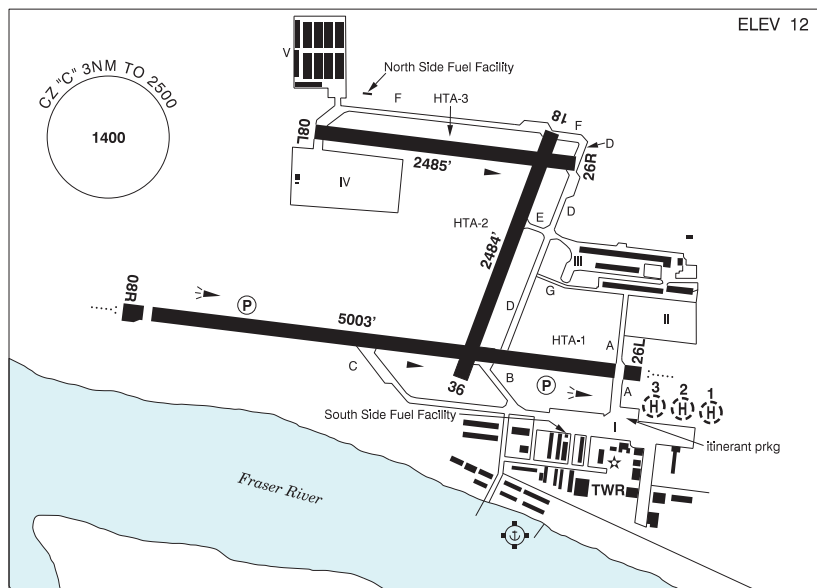 ELEV 12
CZ "C" 3NM TO 2500
1400
V
North Side Fuel Facility
F
HTA-3
18
F
D
08L
2485'
26R
IV
HTA-2
2484'
E
D
III
G
08R
P
5003'
D
HTA-1
A
II
26L
C
36
B
P
A
3
2
1
H
H
H
South Side Fuel Facility
I
itinerant prkg
TWR
Fraser River